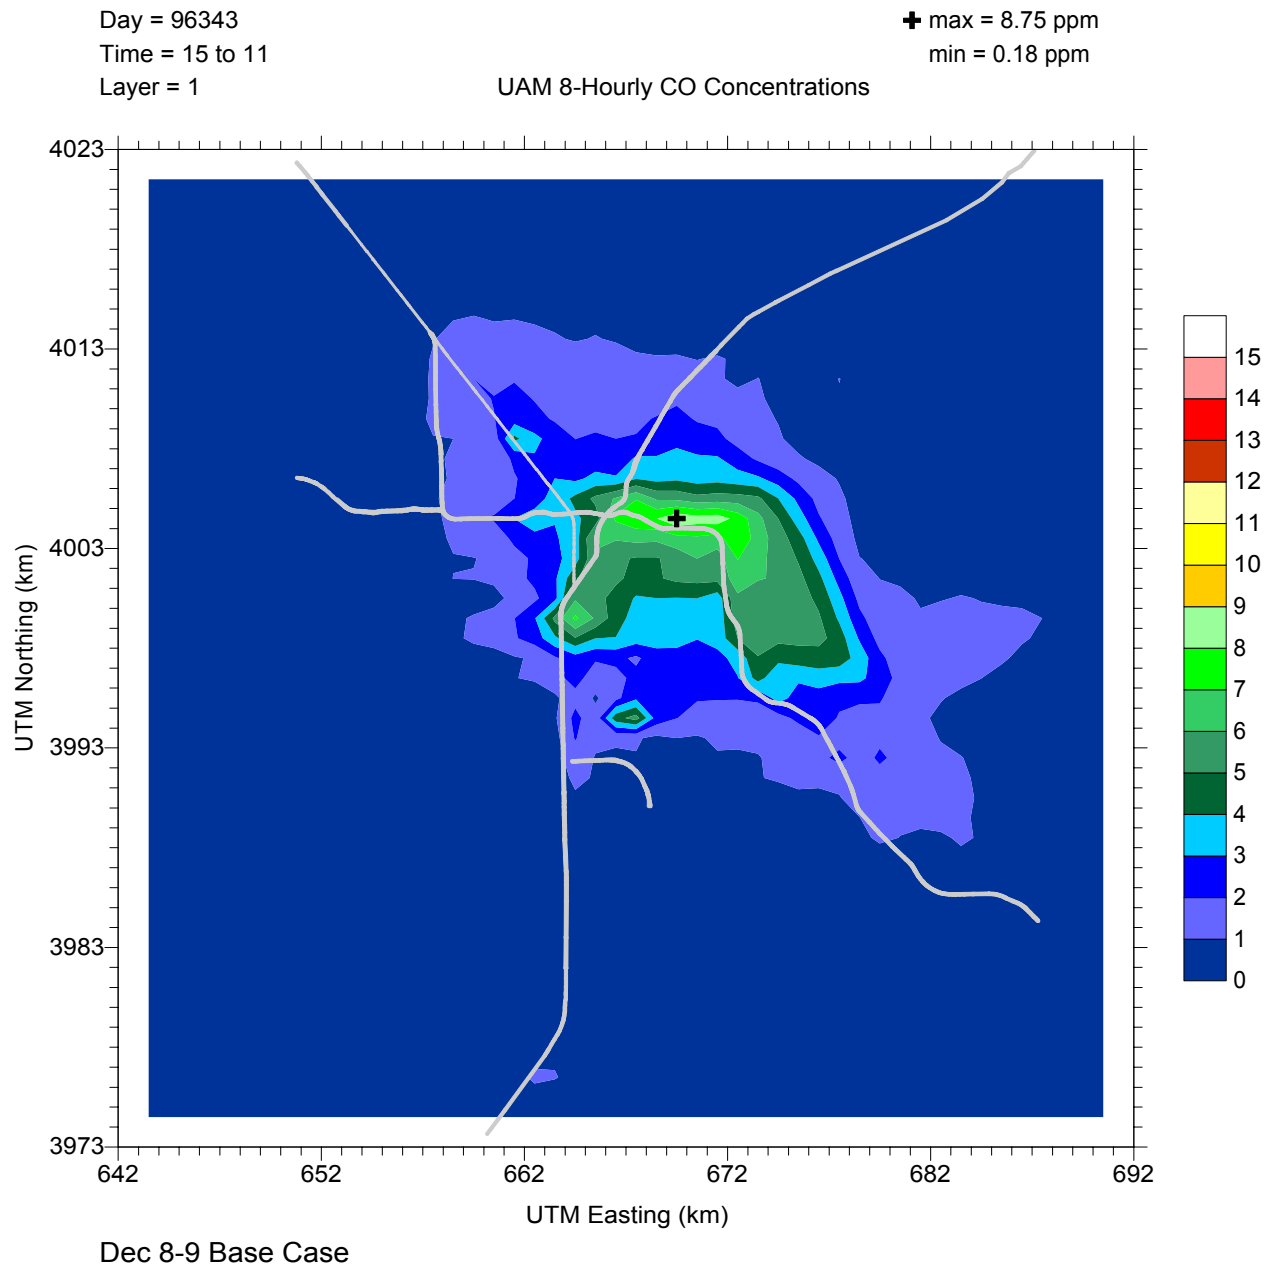 Day = 96343
max = 8.75 ppm
Time = 15 to 11
min = 0.18 ppm
Layer = 1
UAM 8-Hourly CO Concentrations
4023
4013
4003
3993
3983
3973
UTM Northing (km)
642 652 662 672 682 692
UTM Easting (km)
15
14
13
12
11
10
9
8
7
6
5
4
3
2
1
0
Dec 8-9 Base Case